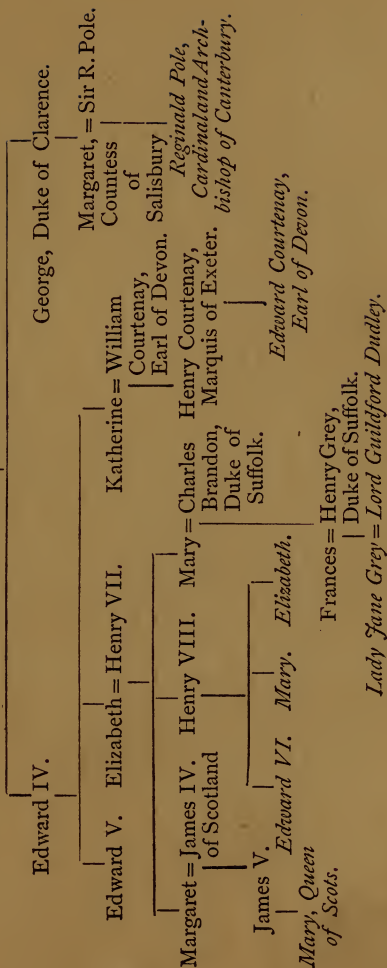 Edward IV.
George, Duke of Clarence.
Edward V.
Elizabeth = Henry VII.
Katherine = William
Courtenay,
Earl of Devon.
Margaret, = Sir R. Pole.
Countess
of
Salisbury
Margaret = James IV.
of Scotland
Henry VIII.
Mary = Charles
Brandon,
Duke of
Suffolk.
Henry Courtenay,
Marquis of Exeter.
Reginald Pole,
Cardinal and Arch-
bishop of Canterbury.
James V.
Edward VI.
Mary.
Elizabeth.
Edward Courtenay,
Earl of Devon.
Mary, Queen
of Scots.
Frances = Henry Grey,
Duke of Suffolk.
Lady Jane Grey = Lord Guildford Dudley.